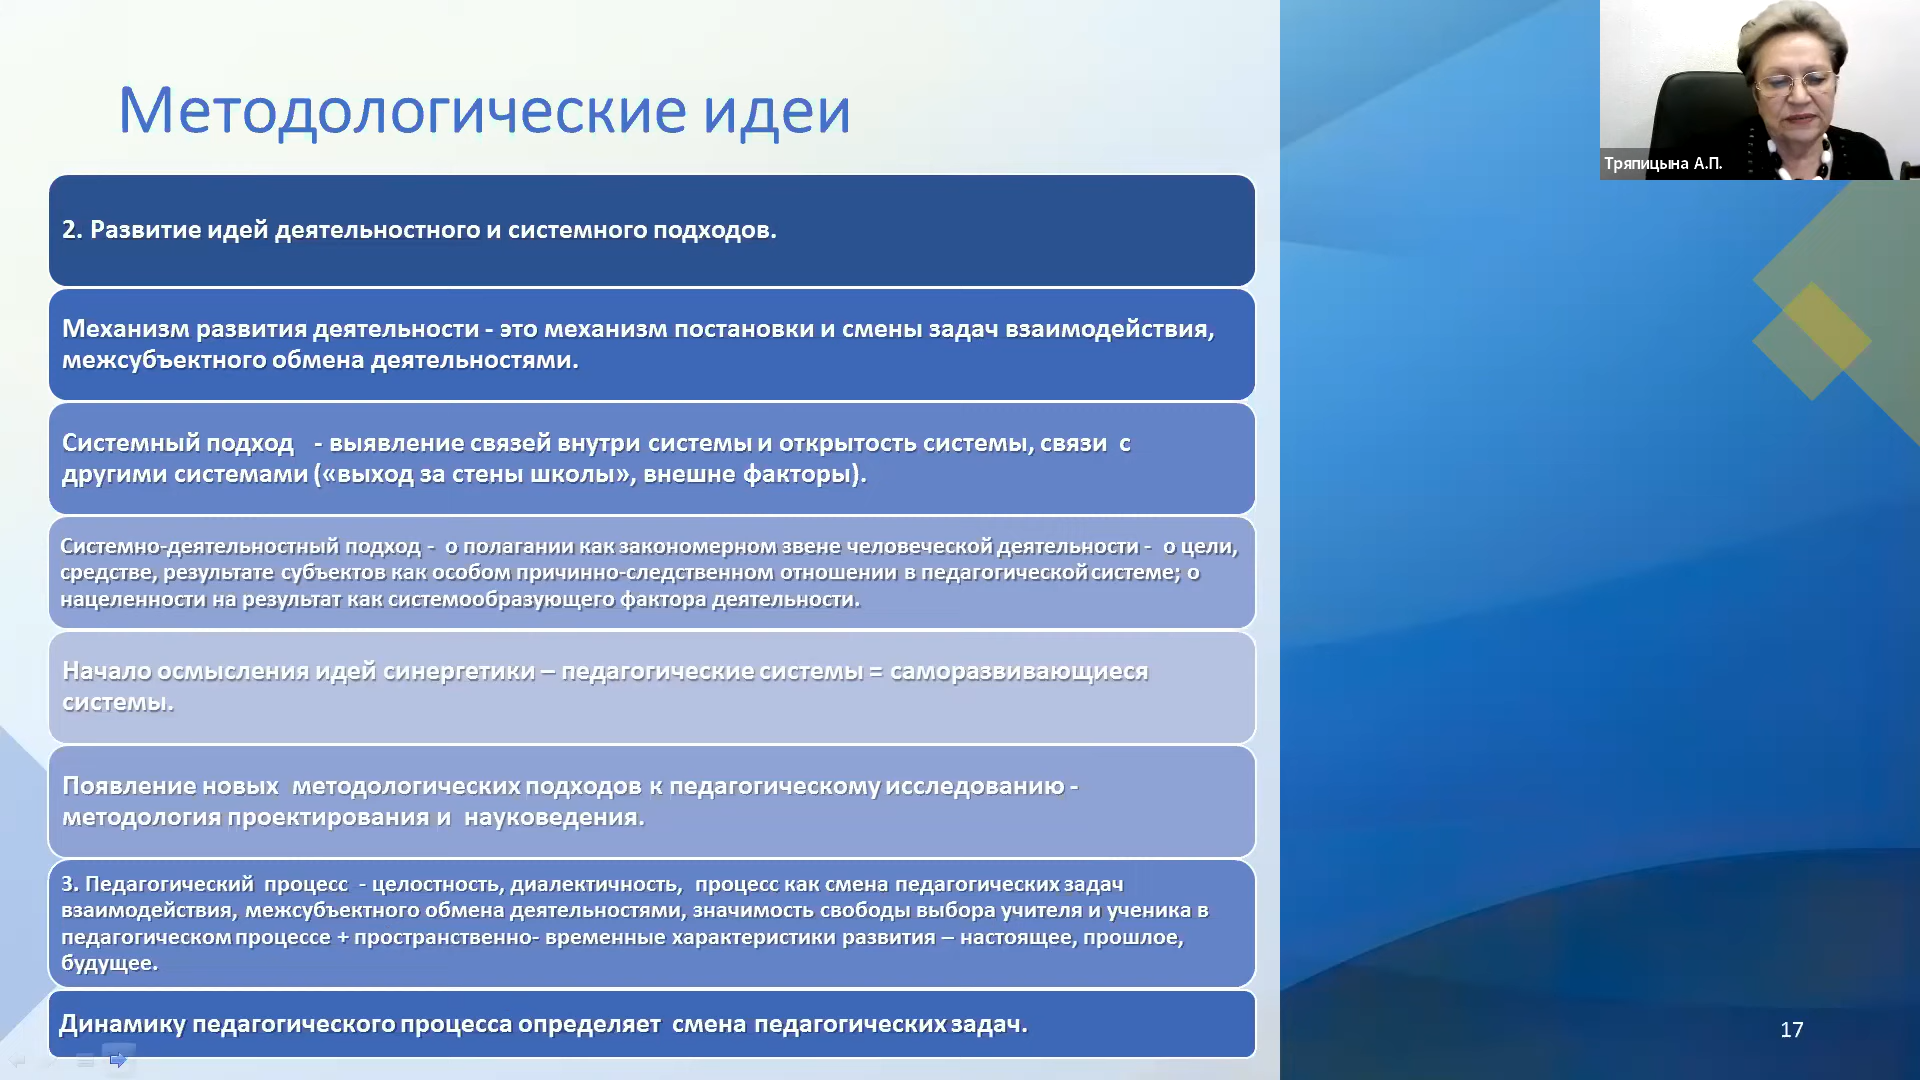 Методологические идеи
Тряпицына А.П.
2. Развитие идей деятельностного и системного подходов.
Механизм развития деятельности - это механизм постановки и смены задач взаимодействия,
межсубъектного обмена деятельностями.
Системный подход - выявление связей внутри системы и открытость системы, связи с
другими системами («выход за стены школы», внешне факторы).
Системно-деятельностный подход - о полагании как закономерном звене человеческой деятельности - о цели,
средстве, результате субъектов как особом причинно-следственном отношении в педагогической системе; о
нацеленности на результат как системообразующего фактора деятельности.
Начало осмысления идей синергетики – педагогические системы = саморазвивающиеся
системы.
Появление новых методологических подходов к педагогическому исследованию -
методология проектирования и науковедения.
3. Педагогический процесс - целостность, диалектичность, процесс как смена педагогических задач
взаимодействия, межсубъектного обмена деятельностями, значимость свободы выбора учителя и ученика в
педагогическом процессе + пространственно- временные характеристики развития – настоящее, прошлое,
будущее.
Динамику педагогического процесса определяет смена педагогических задач.
17